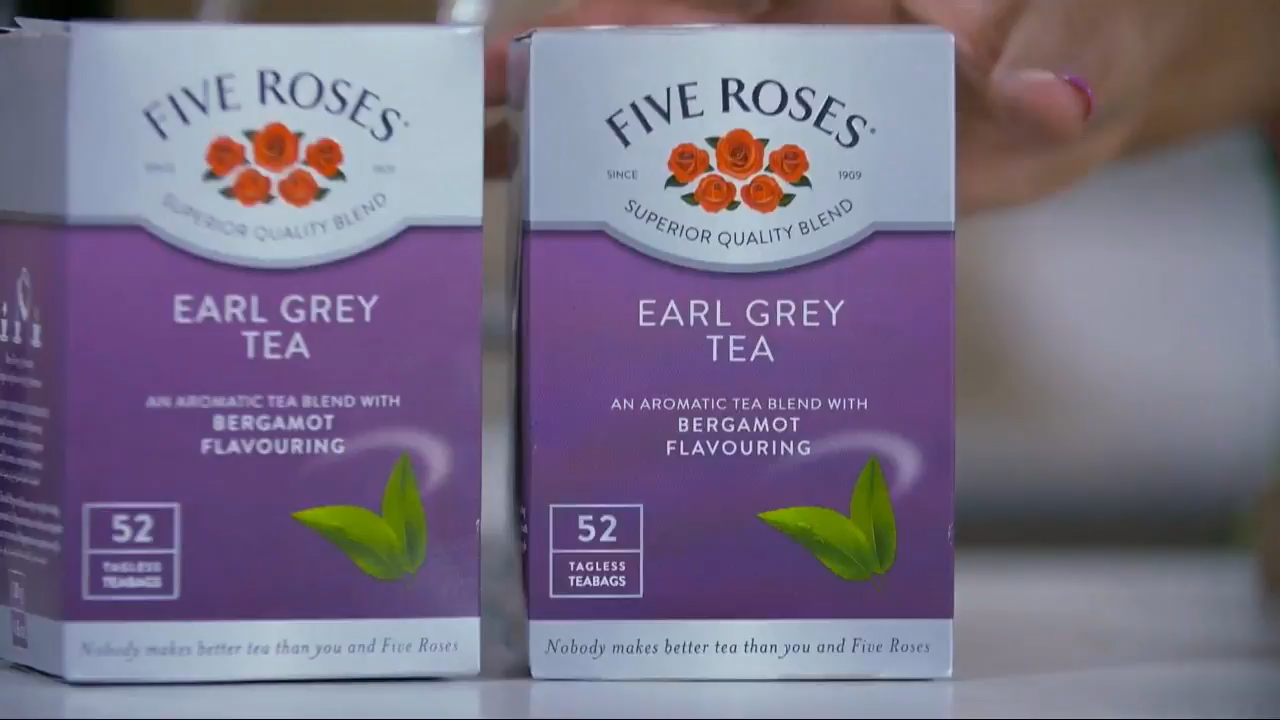 FIVE ROSES
SINCE 1909
SUPERIOR QUALITY BLEND
EARL GREY
TEA
AN AROMATIC TEA BLEND WITH
BERGAMOT
FLAVOURING
52
TAGLESS
TEABAGS
Nobody makes better tea than you and Five Roses
FIVE ROSES
SINCE 1909
SUPERIOR QUALITY BLEND
EARL GREY
TEA
AN AROMATIC TEA BLEND WITH
BERGAMOT
FLAVOURING
52
TAGLESS
TEABAGS
Nobody makes better tea than you and Five Roses